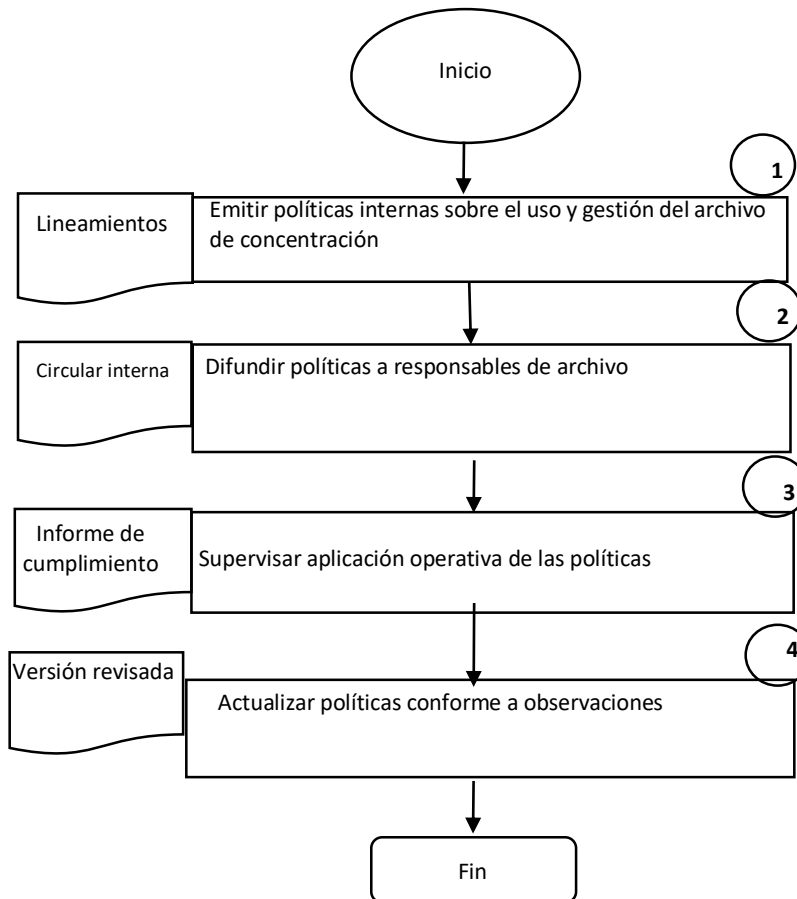 Inicio
1
Lineamientos
Emitir políticas internas sobre el uso y gestión del archivo
de concentración
2
Circular interna
Difundir políticas a responsables de archivo
3
Informe de
cumplimiento
Supervisar aplicación operativa de las políticas
4
Versión revisada
Actualizar políticas conforme a observaciones
Fin